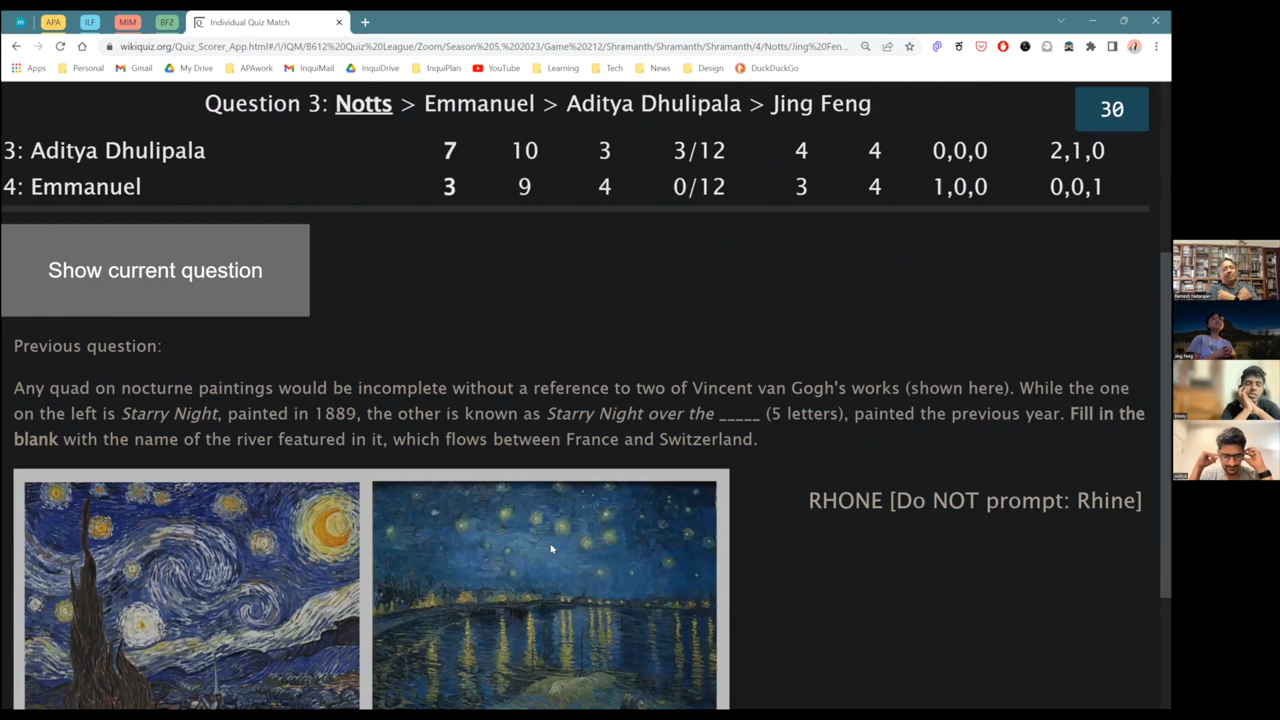 APA
ILF
MIM
BFZ
Individual Quiz Match
wikiquiz.org/Quiz_Scorer_App.html#/!/IQM/B612%20Quiz%20League/Zoom/Season%205,%202023/Game%20212/Shramanth/Shramanth/Shramanth/4/Notts/Jing%20Fen...
Apps Personal Gmail My Drive APAwork InquiMail InquiDrive InquiPlan YouTube Learning Tech News Design DuckDuckGo
Question 3: Notts > Emmanuel > Aditya Dhulipala > Jing Feng
30
3: Aditya Dhulipala 7 10 3 3/12 4 4 0,0,0 2,1,0
4: Emmanuel 3 9 4 0/12 3 4 1,0,0 0,0,1
Show current question
Previous question:
Any quad on nocturne paintings would be incomplete without a reference to two of Vincent van Gogh's works (shown here). While the one
on the left is Starry Night, painted in 1889, the other is known as Starry Night over the _____ (5 letters), painted the previous year. Fill in the
blank with the name of the river featured in it, which flows between France and Switzerland.
RHONE [Do NOT prompt: Rhine]
Ramesh Natarajan
Jing Feng